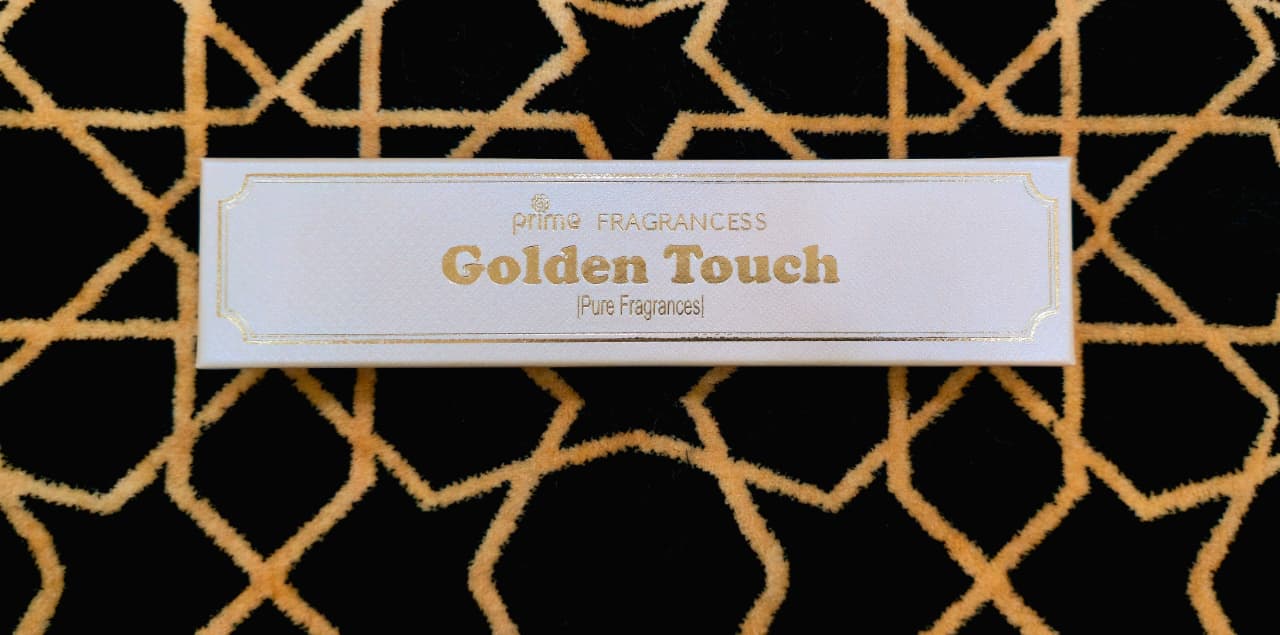 prime FRAGRANCESS
Golden Touch
|Pure Fragrances|